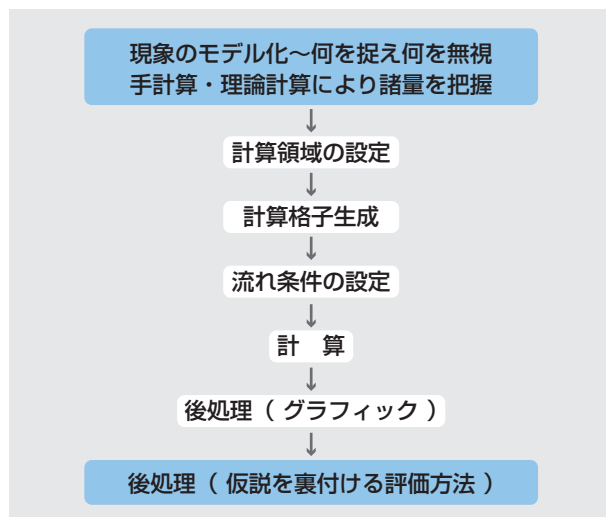 現象のモデル化～何を捉え何を無視
手計算・理論計算により諸量を把握
↓
計算領域の設定
↓
計算格子生成
↓
流れ条件の設定
↓
計　算
↓
後処理（ グラフィック ）
↓
後処理（ 仮説を裏付ける評価方法 ）